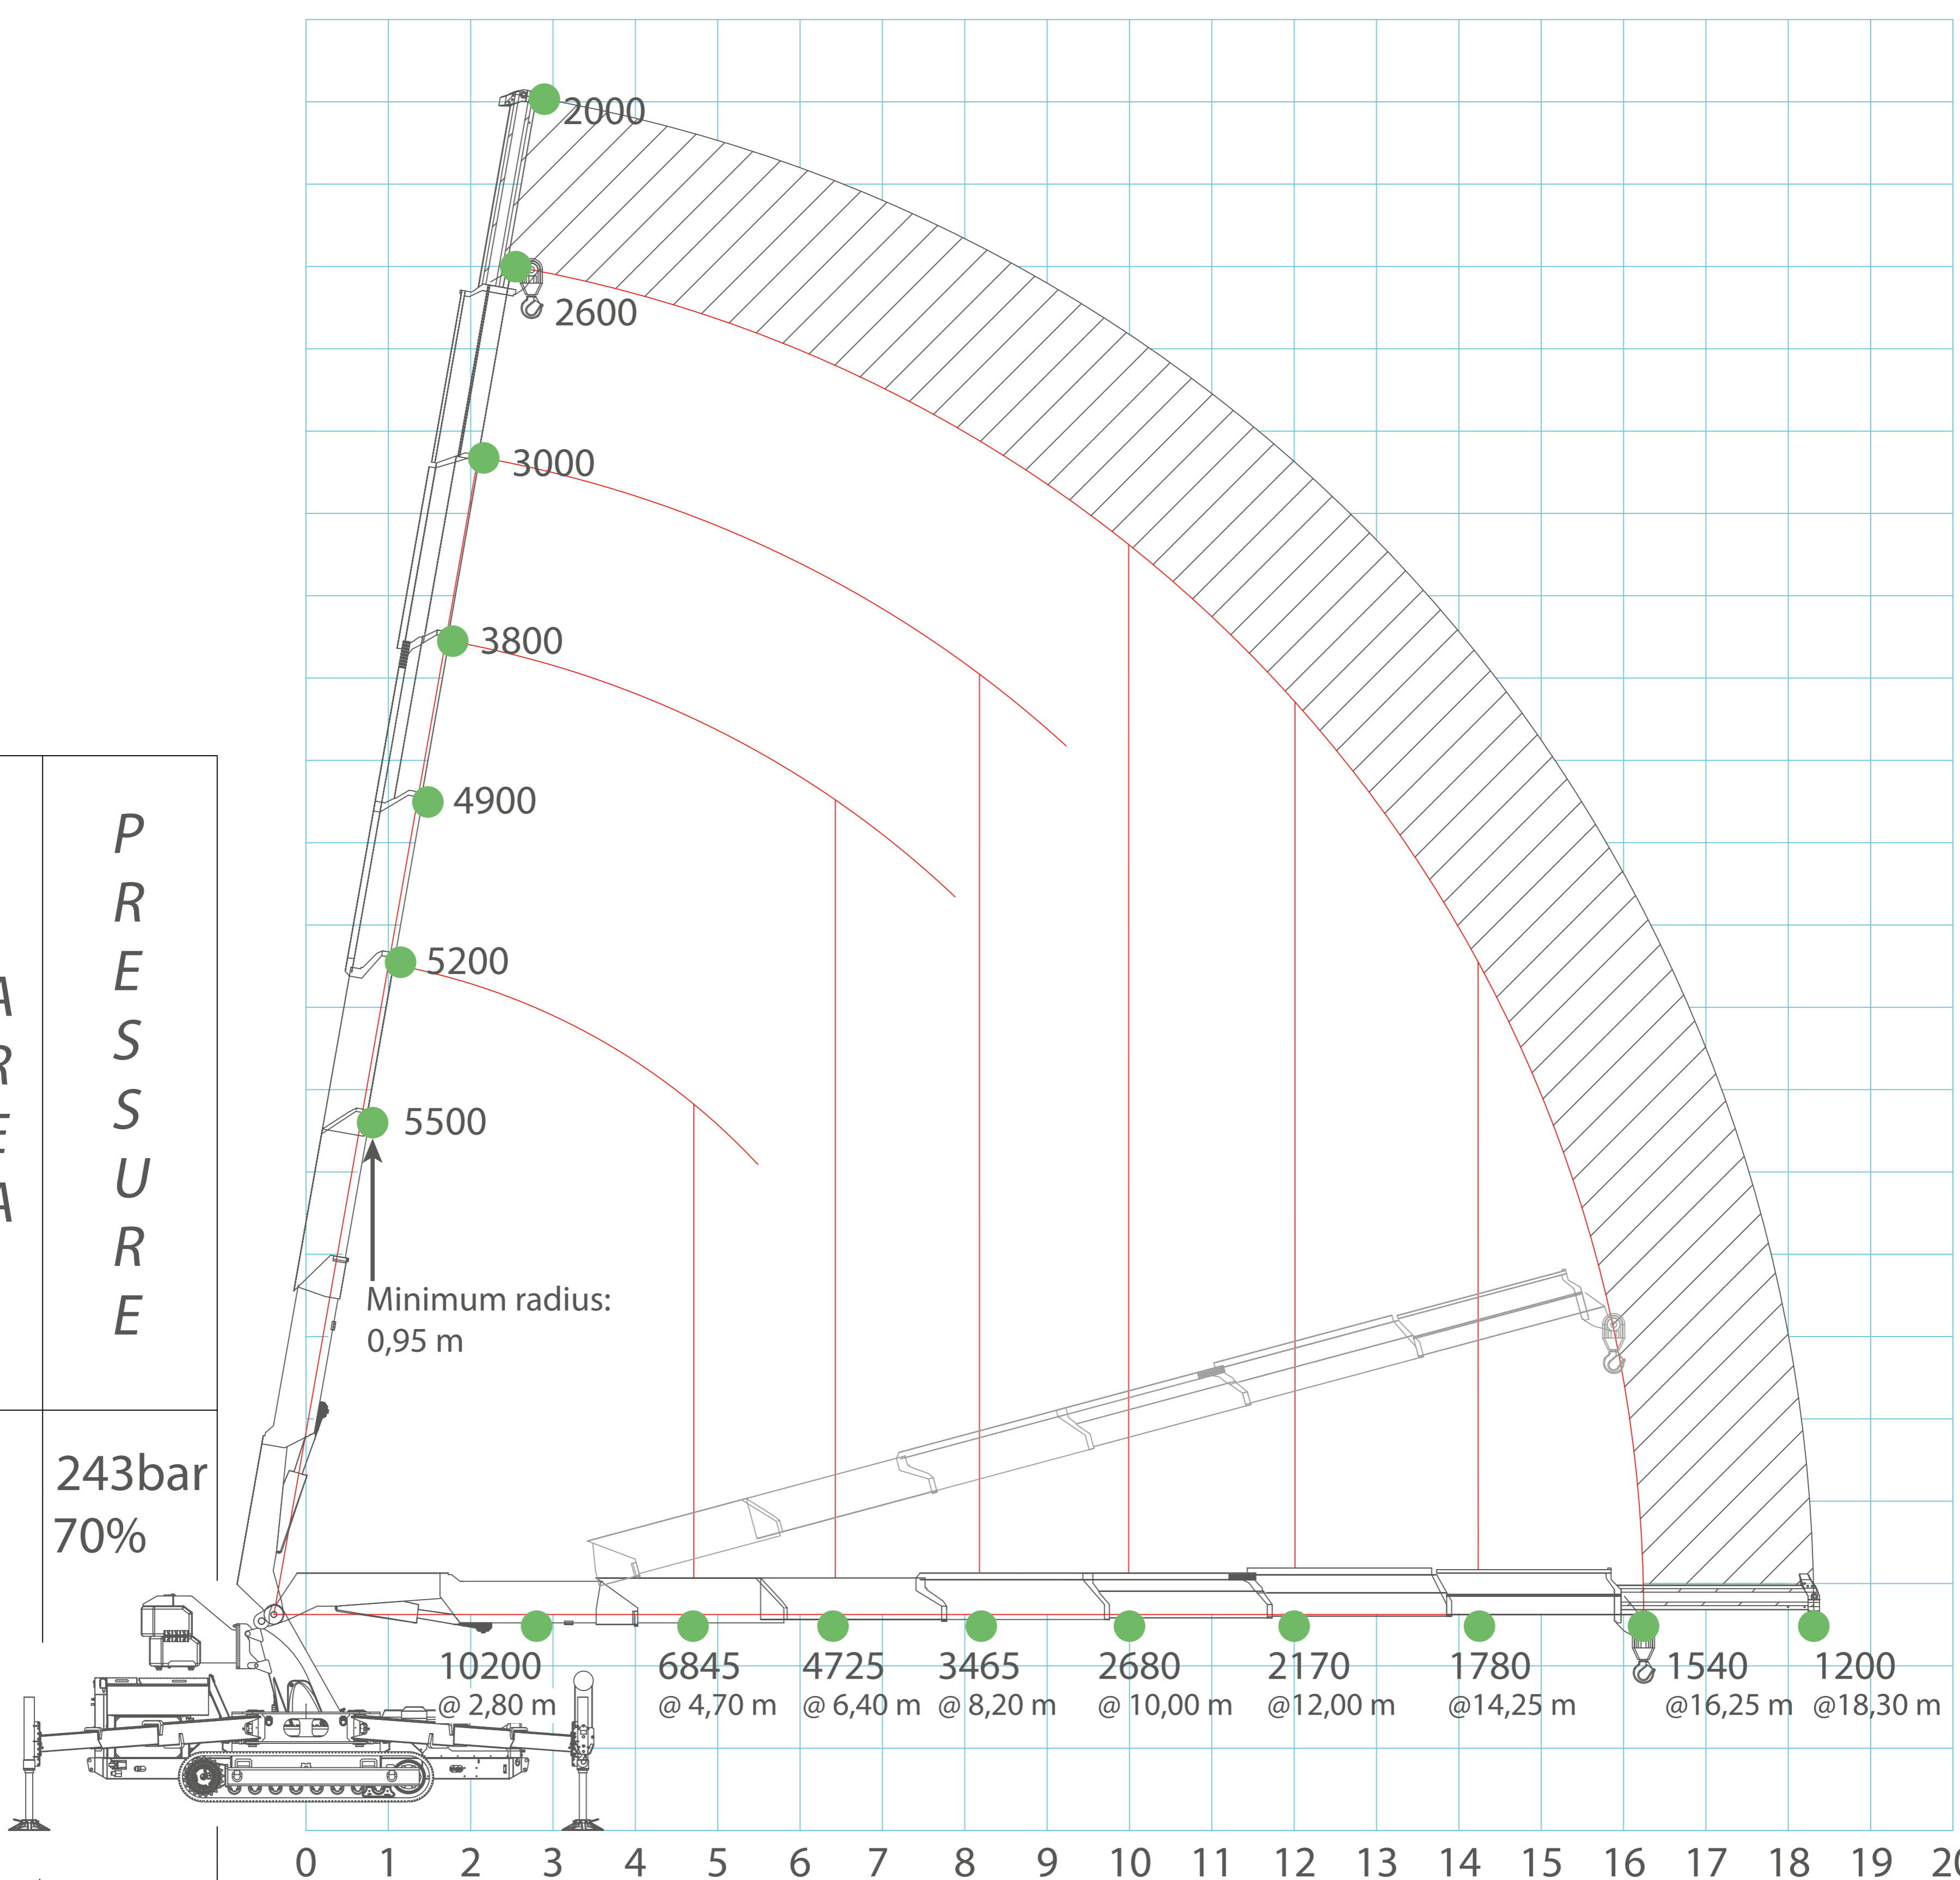 2000
2600
3000
3800
4900
5200
5500
Minimum radius:
0,95 m
P
R
E
S
S
U
R
E
A
R
E
A
243bar
70%
10200 6845 4725 3465 2680 2170 1780 1540 1200
@ 2,80 m @ 4,70 m @ 6,40 m @ 8,20 m @ 10,00 m @12,00 m @14,25 m @16,25 m @18,30 m
0 1 2 3 4 5 6 7 8 9 10 11 12 13 14 15 16 17 18 19 20